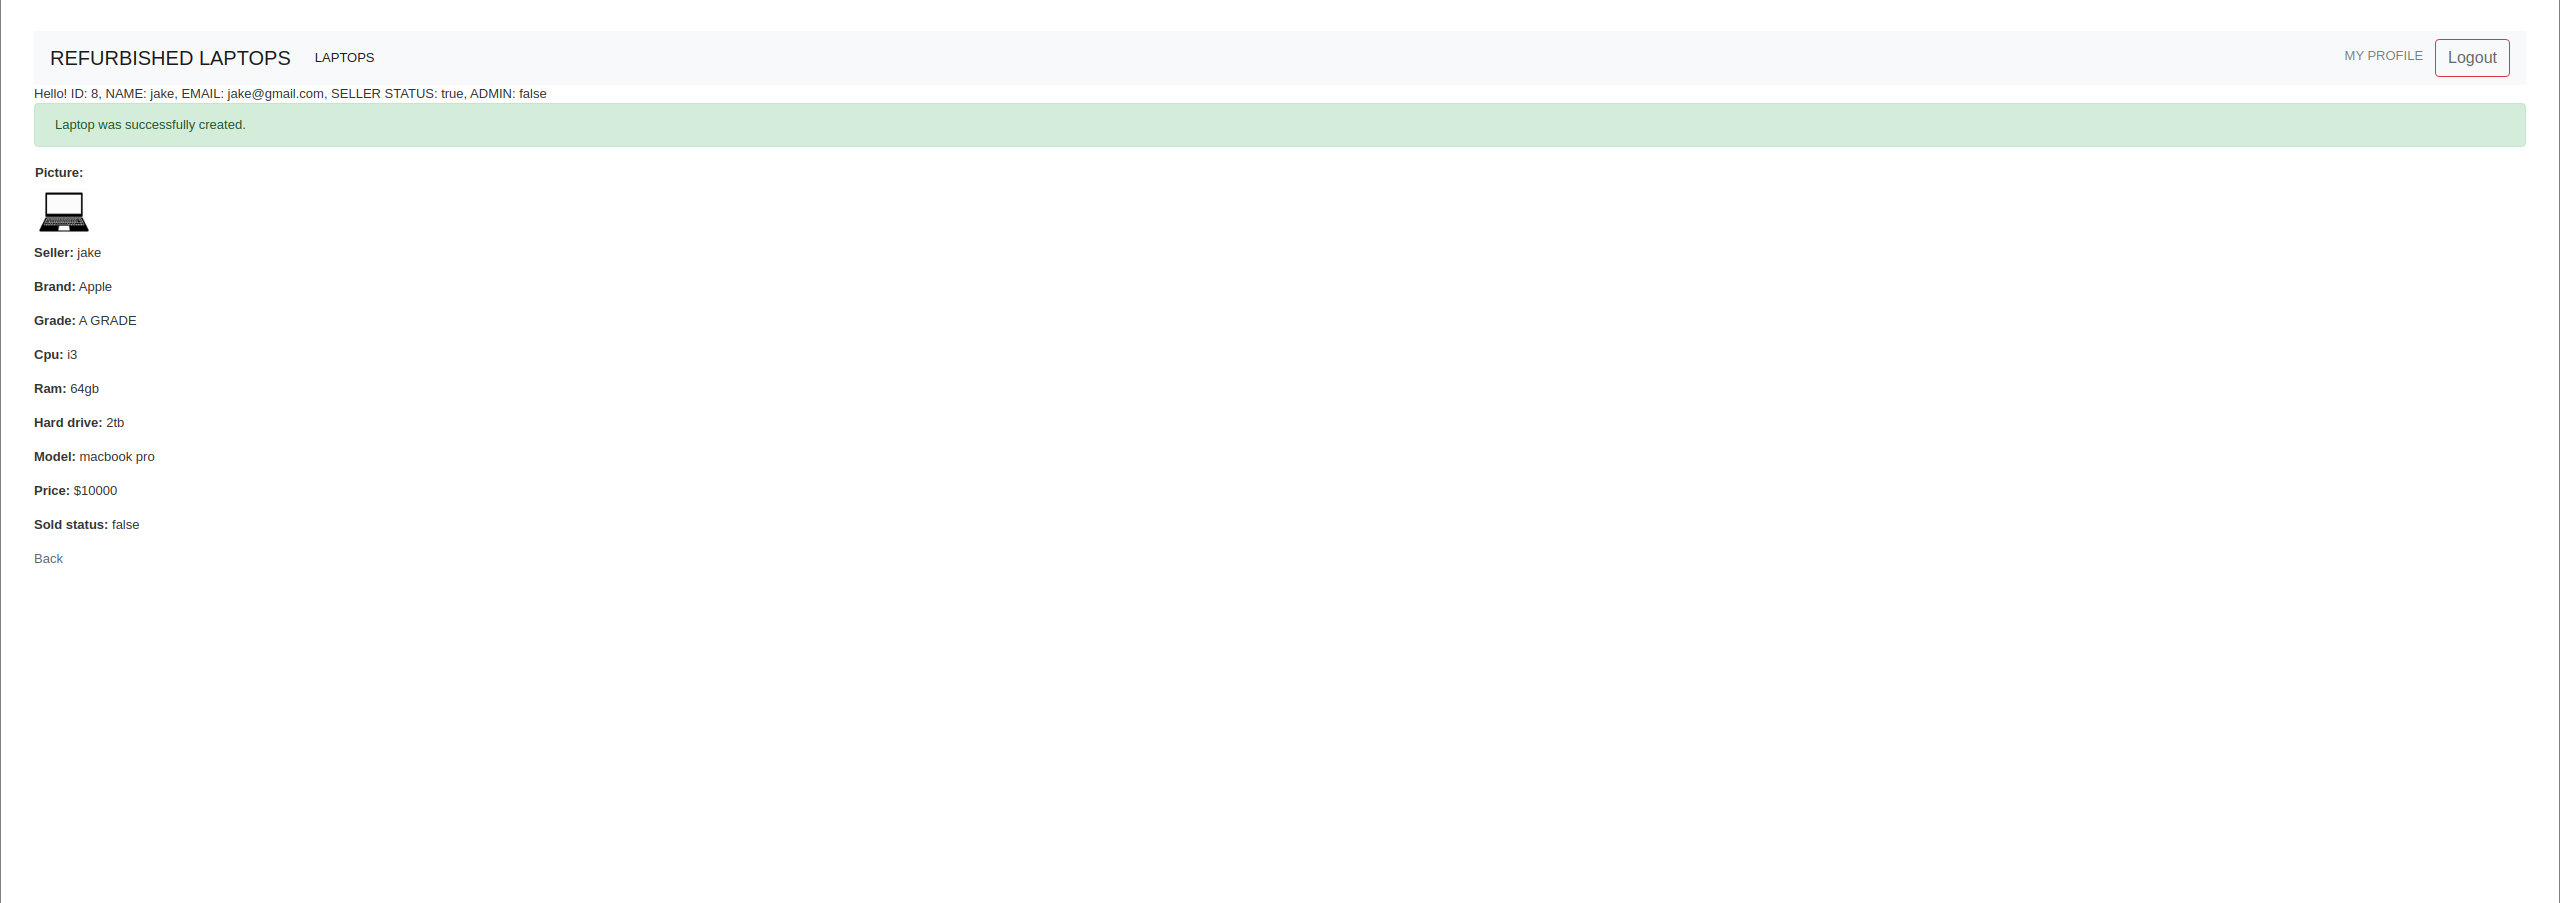 REFURBISHED LAPTOPS LAPTOPS MY PROFILE Logout
Hello! ID: 8, NAME: jake, EMAIL: jake@gmail.com, SELLER STATUS: true, ADMIN: false
Laptop was successfully created.
Picture:
Seller: jake
Brand: Apple
Grade: A GRADE
Cpu: i3
Ram: 64gb
Hard drive: 2tb
Model: macbook pro
Price: $10000
Sold status: false
Back